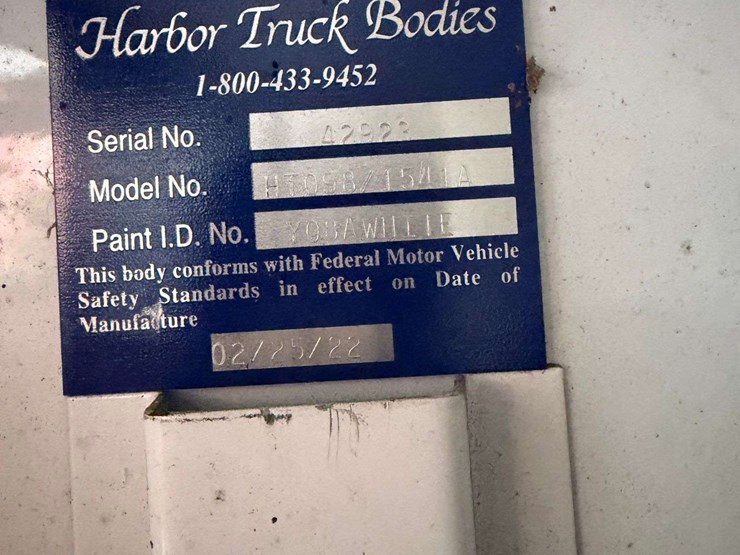 Harbor Truck Bodies
1-800-433-9452
Serial No. 42923
Model No.
Paint I.D. No.
This body conforms with Federal Motor Vehicle
Safety Standards in effect on Date of
Manufacture
02/25/22